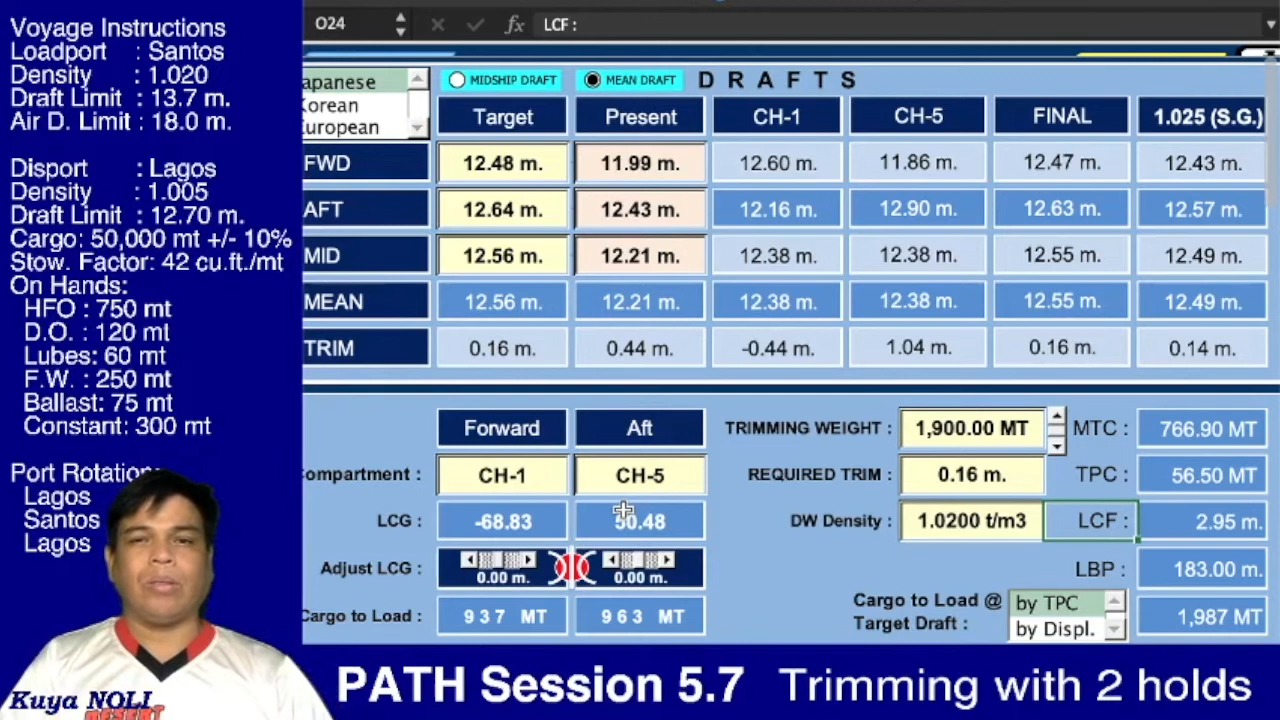 Voyage Instructions
Loadport : Santos
Density : 1.020
Draft Limit : 13.7 m.
Air D. Limit : 18.0 m.
Disport : Lagos
Density : 1.005
Draft Limit : 12.70 m.
Cargo: 50,000 mt +/- 10%
Stow. Factor: 42 cu.ft./mt
On Hands:
HFO : 750 mt
D.O. : 120 mt
Lubes: 60 mt
F.W. : 250 mt
Ballast: 75 mt
Constant: 300 mt
Port Rotation
Lagos
Santos
Lagos
Kuya NOLI
DESERT
O24 fx LCF :
apanese
Korean
European
MIDSHIP DRAFT MEAN DRAFT DRAFTS
Target Present CH-1 CH-5 FINAL 1.025 (S.G.)
FWD 12.48 m. 11.99 m. 12.60 m. 11.86 m. 12.47 m. 12.43 m.
AFT 12.64 m. 12.43 m. 12.16 m. 12.90 m. 12.63 m. 12.57 m.
MID 12.56 m. 12.21 m. 12.38 m. 12.38 m. 12.55 m. 12.49 m.
MEAN 12.56 m. 12.21 m. 12.38 m. 12.38 m. 12.55 m. 12.49 m.
TRIM 0.16 m. 0.44 m. -0.44 m. 1.04 m. 0.16 m. 0.14 m.
Forward Aft TRIMMING WEIGHT : 1,900.00 MT MTC : 766.90 MT
ompartment : CH-1 CH-5 REQUIRED TRIM : 0.16 m. TPC : 56.50 MT
LCG : -68.83 50.48 DW Density : 1.0200 t/m3 LCF : 2.95 m.
Adjust LCG : 0.00 m. 0.00 m. LBP : 183.00 m.
Cargo to Load : 937 MT 963 MT
Cargo to Load @ Target Draft : by TPC by Displ. 1,987 MT
PATH Session 5.7 Trimming with 2 holds